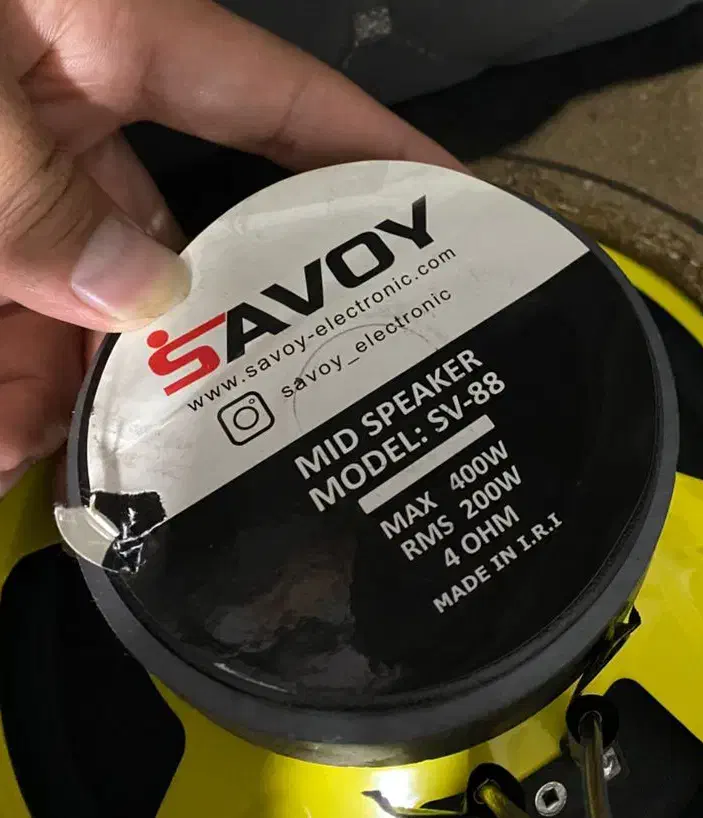 SAVOY
www.savoy-electronic.com
savoy_electronic
MID SPEAKER
MODEL: SV-88
MAX 400W
RMS 200W
4 OHM
MADE IN I.R.I